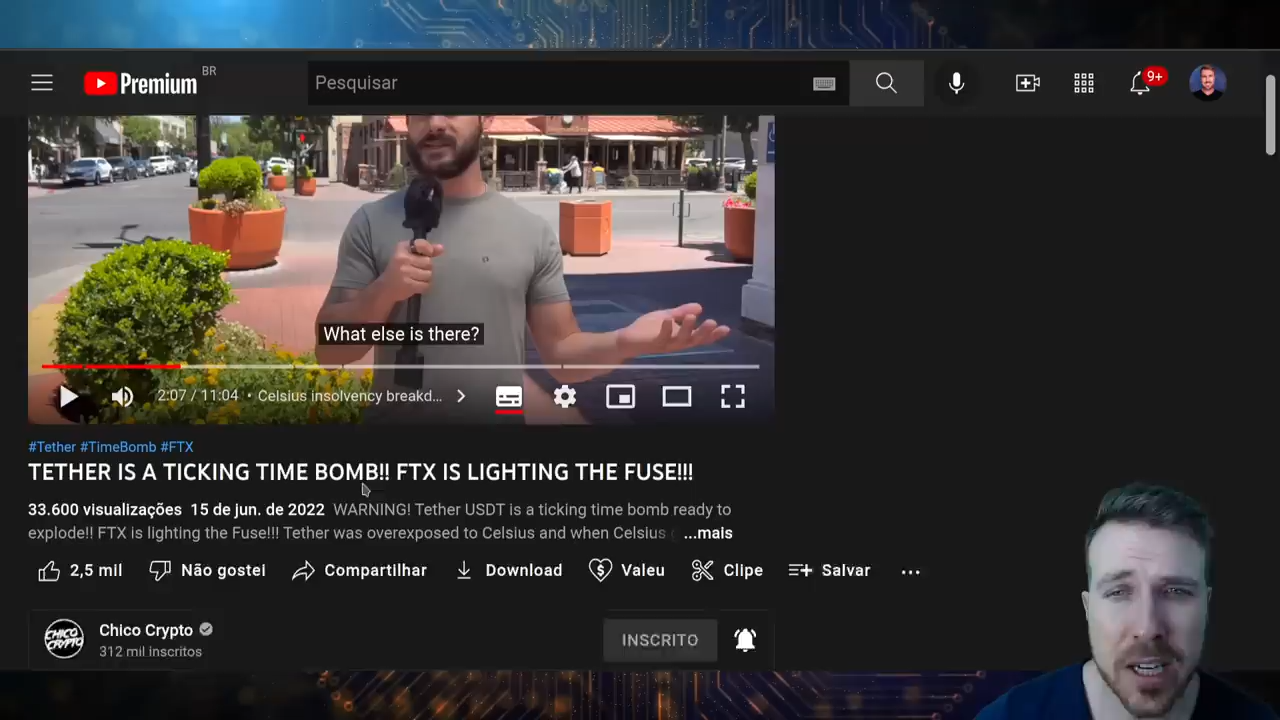 Premium BR
Pesquisar
9+
What else is there?
2:07 / 11:04 • Celsius insolvency breakd...
#Tether #TimeBomb #FTX
TETHER IS A TICKING TIME BOMB!! FTX IS LIGHTING THE FUSE!!!
33.600 visualizações 15 de jun. de 2022 WARNING! Tether USDT is a ticking time bomb ready to
explode!! FTX is lighting the Fuse!!! Tether was overexposed to Celsius and when Celsius ...mais
2,5 mil Não gostei Compartilhar Download Valeu Clipe Salvar
CHICO CRYPTO
Chico Crypto
312 mil inscritos
INSCRITO